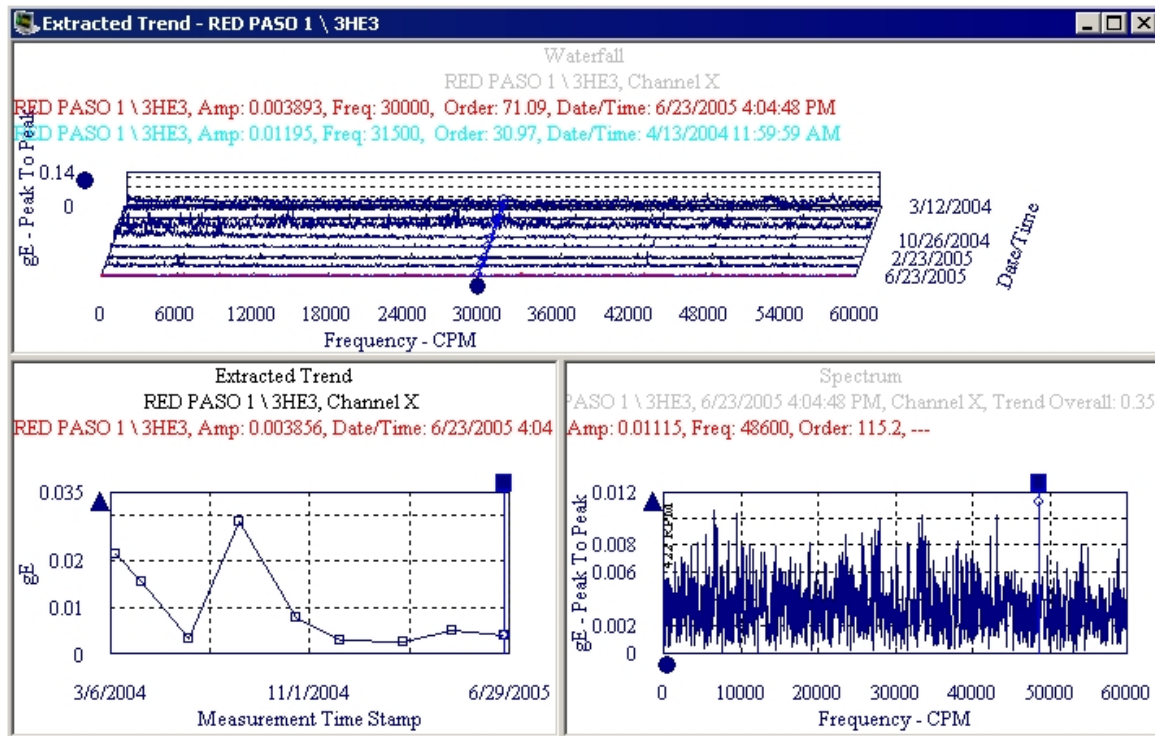 Extracted Trend - RED PASO 1 \ 3HE3
Waterfall
RED PASO 1 \ 3HE3, Channel X
RED PASO 1 \ 3HE3, Amp: 0.003893, Freq: 30000, Order: 71.09, Date/Time: 6/23/2005 4:04:48 PM
RED PASO 1 \ 3HE3, Amp: 0.01195, Freq: 31500, Order: 30.97, Date/Time: 4/13/2004 11:59:59 AM
gE - Peak To Peak
0.14
0
3/12/2004
10/26/2004
2/23/2005
6/23/2005
Date/Time
0 6000 12000 18000 24000 30000 36000 42000 48000 54000 60000
Frequency - CPM
Extracted Trend
RED PASO 1 \ 3HE3, Channel X
RED PASO 1 \ 3HE3, Amp: 0.003856, Date/Time: 6/23/2005 4:04
gE
0.035
0.02
0.01
0
3/6/2004 11/1/2004 6/29/2005
Measurement Time Stamp
Spectrum
PASO 1 \ 3HE3, 6/23/2005 4:04:48 PM, Channel X, Trend Overall: 0.35
Amp: 0.01115, Freq: 48600, Order: 115.2, ---
gE - Peak To Peak
0.012
0.008
0.006
0.002
0
422 RPM
0 10000 20000 30000 40000 50000 60000
Frequency - CPM